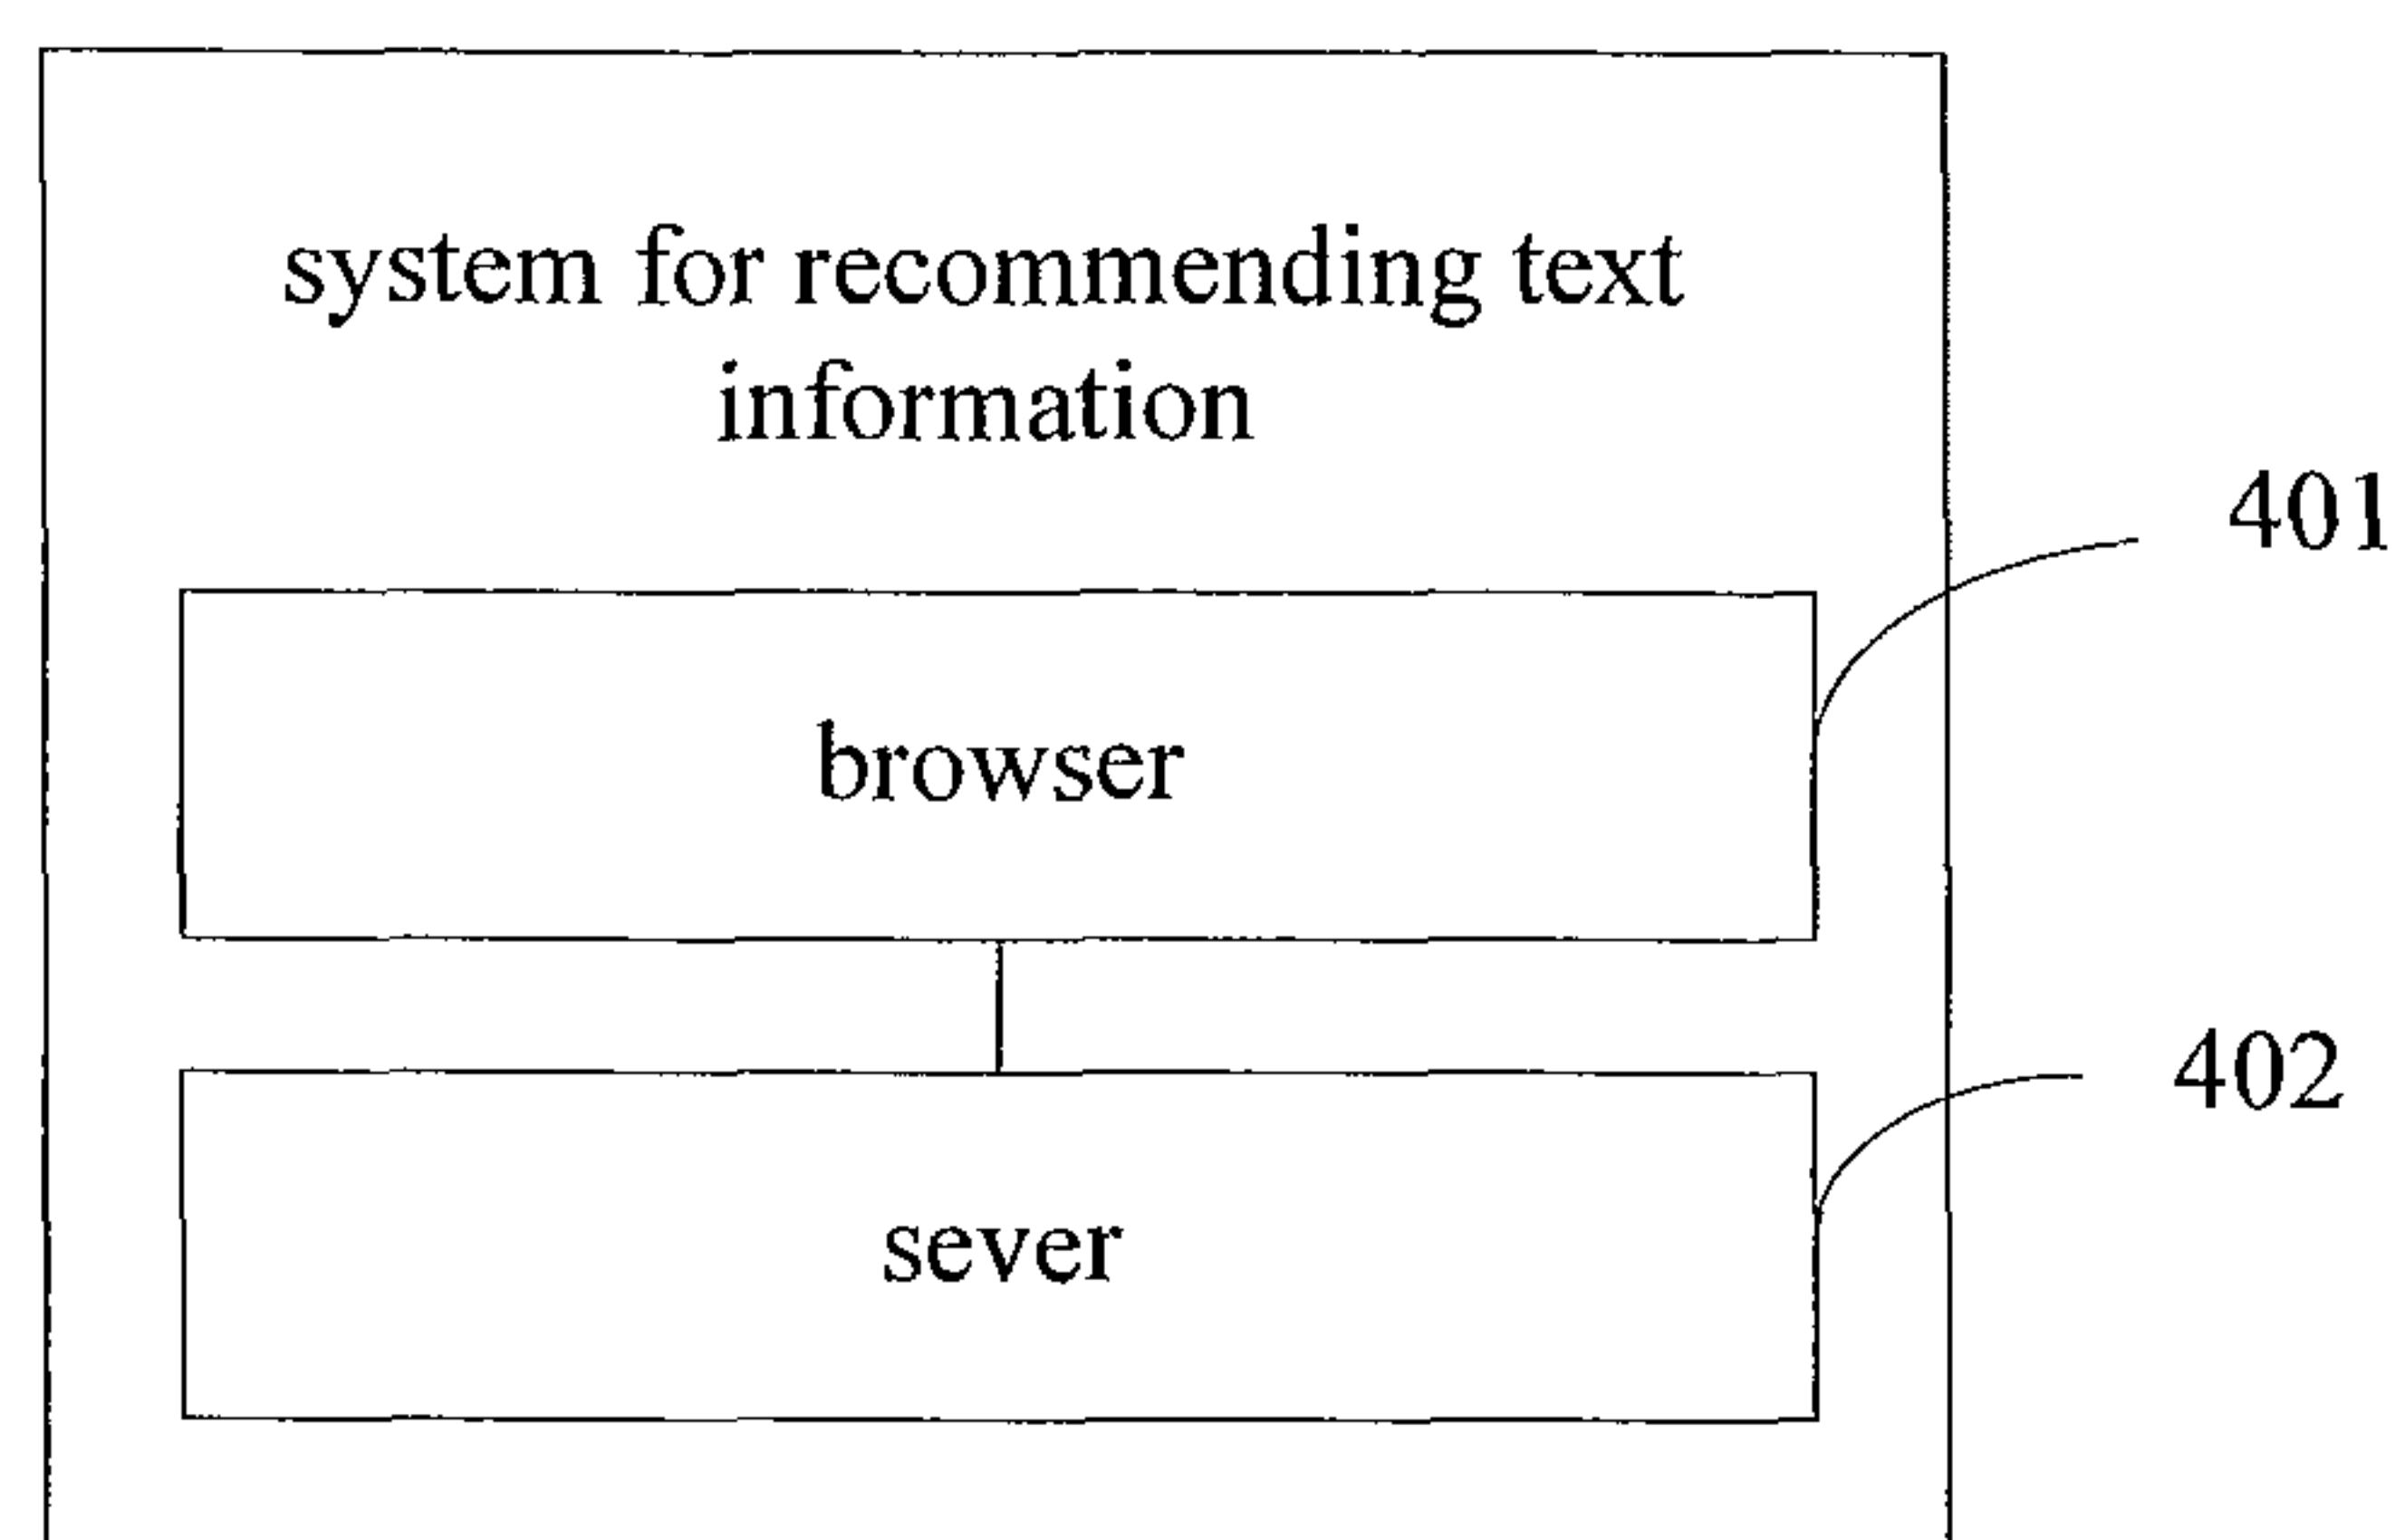 system for recommending text
information
401
browser
402
sever